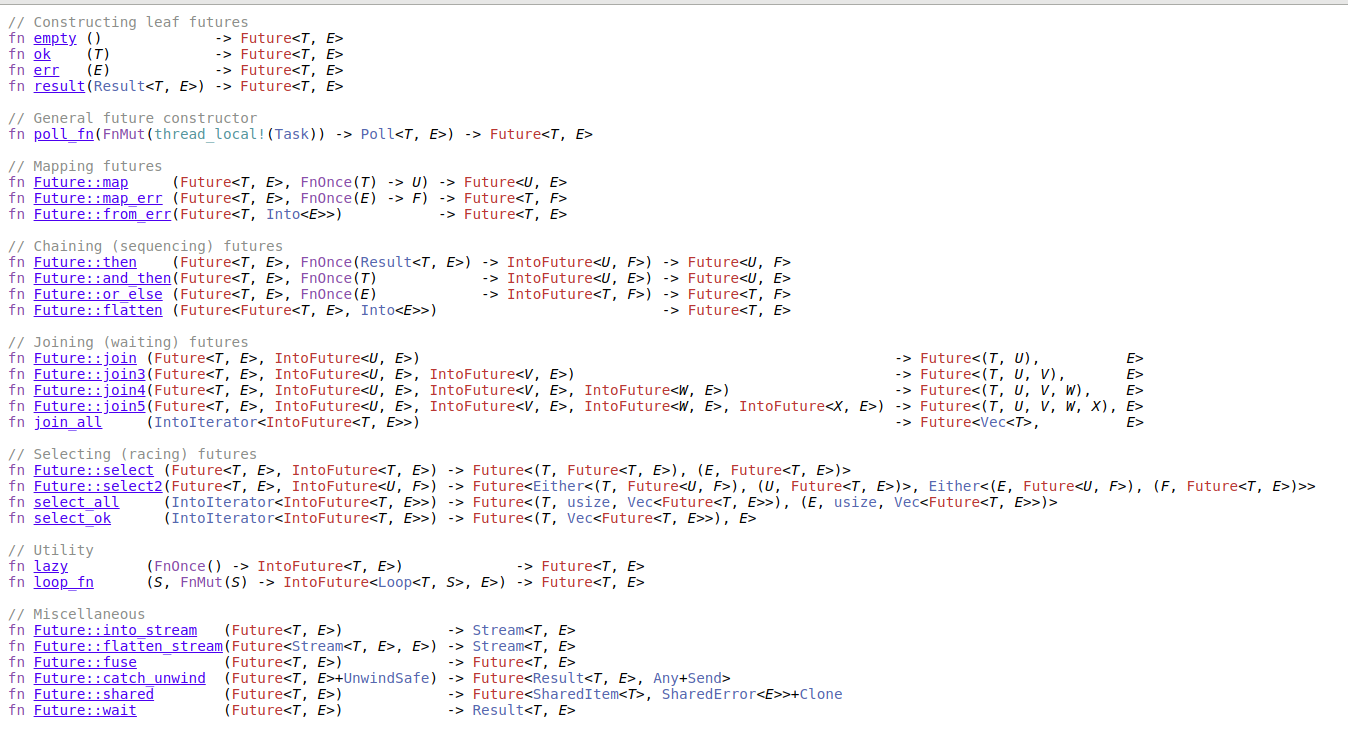 // Constructing leaf futures
fn empty ()             -> Future<T, E>
fn ok    (T)            -> Future<T, E>
fn err   (E)            -> Future<T, E>
fn result(Result<T, E>) -> Future<T, E>
// General future constructor
fn poll_fn(FnMut(thread_local!(Task)) -> Poll<T, E>) -> Future<T, E>
// Mapping futures
fn Future::map     (Future<T, E>, FnOnce(T) -> U) -> Future<U, E>
fn Future::map_err (Future<T, E>, FnOnce(E) -> F) -> Future<T, F>
fn Future::from_err(Future<T, Into<E>>)           -> Future<T, E>
// Chaining (sequencing) futures
fn Future::then    (Future<T, E>, FnOnce(Result<T, E>) -> IntoFuture<U, F>) -> Future<U, F>
fn Future::and_then(Future<T, E>, FnOnce(T)            -> IntoFuture<U, E>) -> Future<U, E>
fn Future::or_else (Future<T, E>, FnOnce(E)            -> IntoFuture<T, F>) -> Future<T, F>
fn Future::flatten (Future<Future<T, E>, Into<E>>)                          -> Future<T, E>
// Joining (waiting) futures
fn Future::join (Future<T, E>, IntoFuture<U, E>)                                                       -> Future<(T, U),          E>
fn Future::join3(Future<T, E>, IntoFuture<U, E>, IntoFuture<V, E>)                                     -> Future<(T, U, V),       E>
fn Future::join4(Future<T, E>, IntoFuture<U, E>, IntoFuture<V, E>, IntoFuture<W, E>)                   -> Future<(T, U, V, W),    E>
fn Future::join5(Future<T, E>, IntoFuture<U, E>, IntoFuture<V, E>, IntoFuture<W, E>, IntoFuture<X, E>) -> Future<(T, U, V, W, X), E>
fn join_all     (IntoIterator<IntoFuture<T, E>>)                                                       -> Future<Vec<T>,          E>
// Selecting (racing) futures
fn Future::select (Future<T, E>, IntoFuture<T, E>) -> Future<(T, Future<T, E>), (E, Future<T, E>)>
fn Future::select2(Future<T, E>, IntoFuture<U, F>) -> Future<Either<(T, Future<U, F>), (U, Future<T, E>)>, Either<(E, Future<U, F>), (F, Future<T, E>)>>
fn select_all     (IntoIterator<IntoFuture<T, E>>) -> Future<(T, usize, Vec<Future<T, E>>), (E, usize, Vec<Future<T, E>>)>
fn select_ok      (IntoIterator<IntoFuture<T, E>>) -> Future<(T, Vec<Future<T, E>>), E>
// Utility
fn lazy         (FnOnce() -> IntoFuture<T, E>)             -> Future<T, E>
fn loop_fn      (S, FnMut(S) -> IntoFuture<Loop<T, S>, E>) -> Future<T, E>
// Miscellaneous
fn Future::into_stream   (Future<T, E>)            -> Stream<T, E>
fn Future::flatten_stream(Future<Stream<T, E>, E>) -> Stream<T, E>
fn Future::fuse          (Future<T, E>)            -> Future<T, E>
fn Future::catch_unwind  (Future<T, E>+UnwindSafe) -> Future<Result<T, E>, Any+Send>
fn Future::shared        (Future<T, E>)            -> Future<SharedItem<T>, SharedError<E>>+Clone
fn Future::wait          (Future<T, E>)            -> Result<T, E>